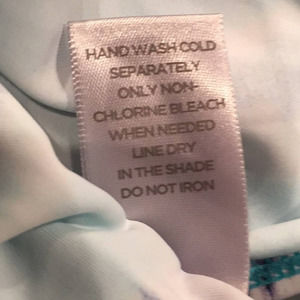 HAND WASH COLD
SEPARATELY
ONLY NON-
CHLORINE BLEACH
WHEN NEEDED
LINE DRY
IN THE SHADE
DO NOT IRON